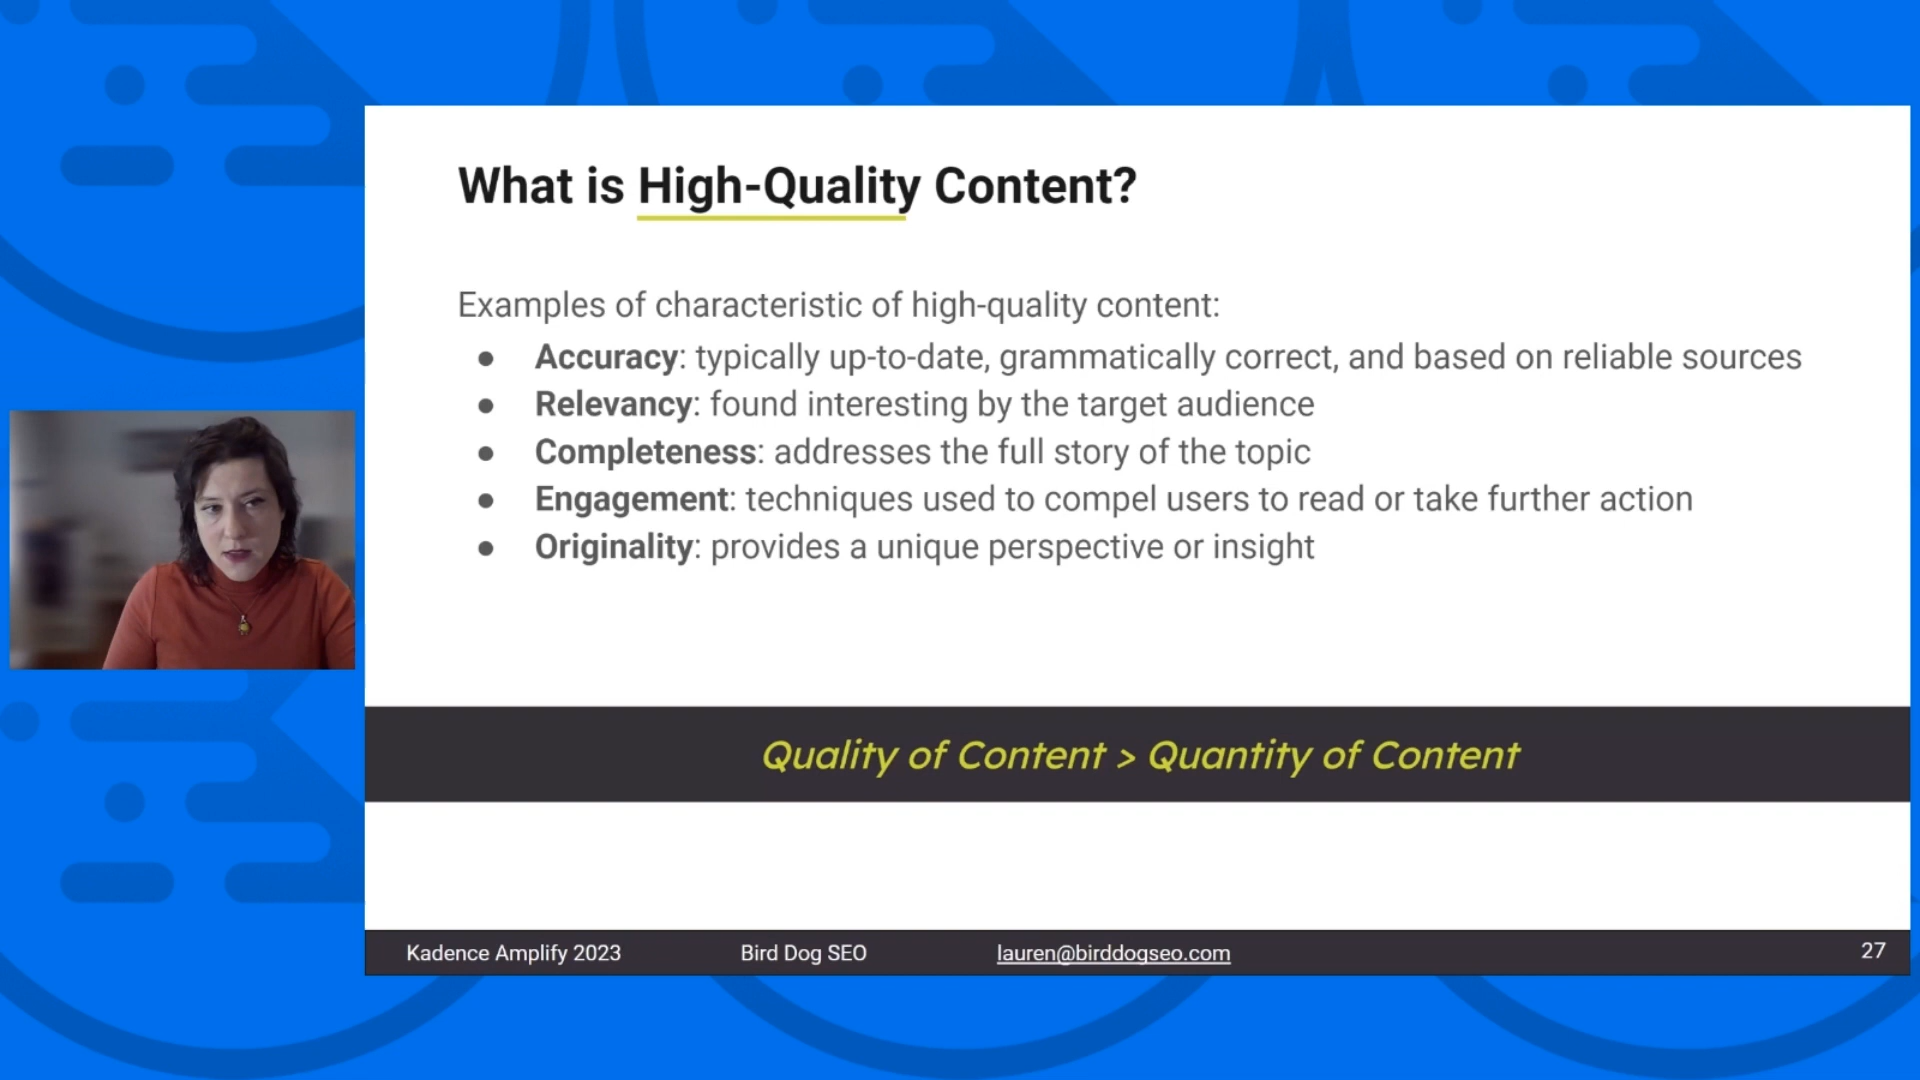 What is High-Quality Content?
Examples of characteristic of high-quality content:
● Accuracy: typically up-to-date, grammatically correct, and based on reliable sources
● Relevancy: found interesting by the target audience
● Completeness: addresses the full story of the topic
● Engagement: techniques used to compel users to read or take further action
● Originality: provides a unique perspective or insight
Quality of Content > Quantity of Content
Kadence Amplify 2023 Bird Dog SEO lauren@birddogseo.com 27